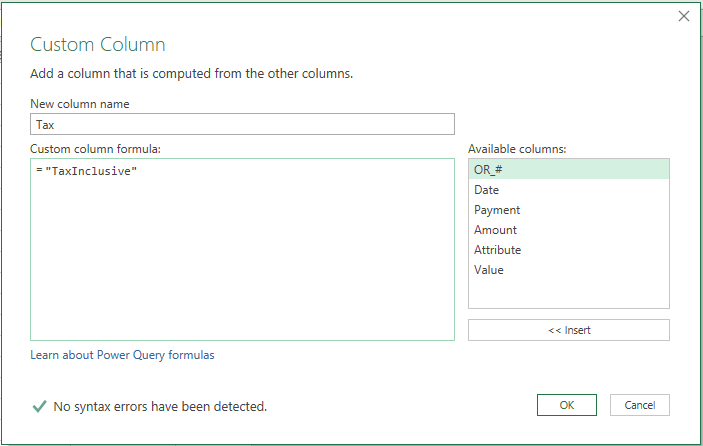 Custom Column
Add a column that is computed from the other columns.
New column name
Tax
Custom column formula:
= "TaxInclusive"
Available columns:
OR_#
Date
Payment
Amount
Attribute
Value
<< Insert
Learn about Power Query formulas
No syntax errors have been detected.
OK
Cancel